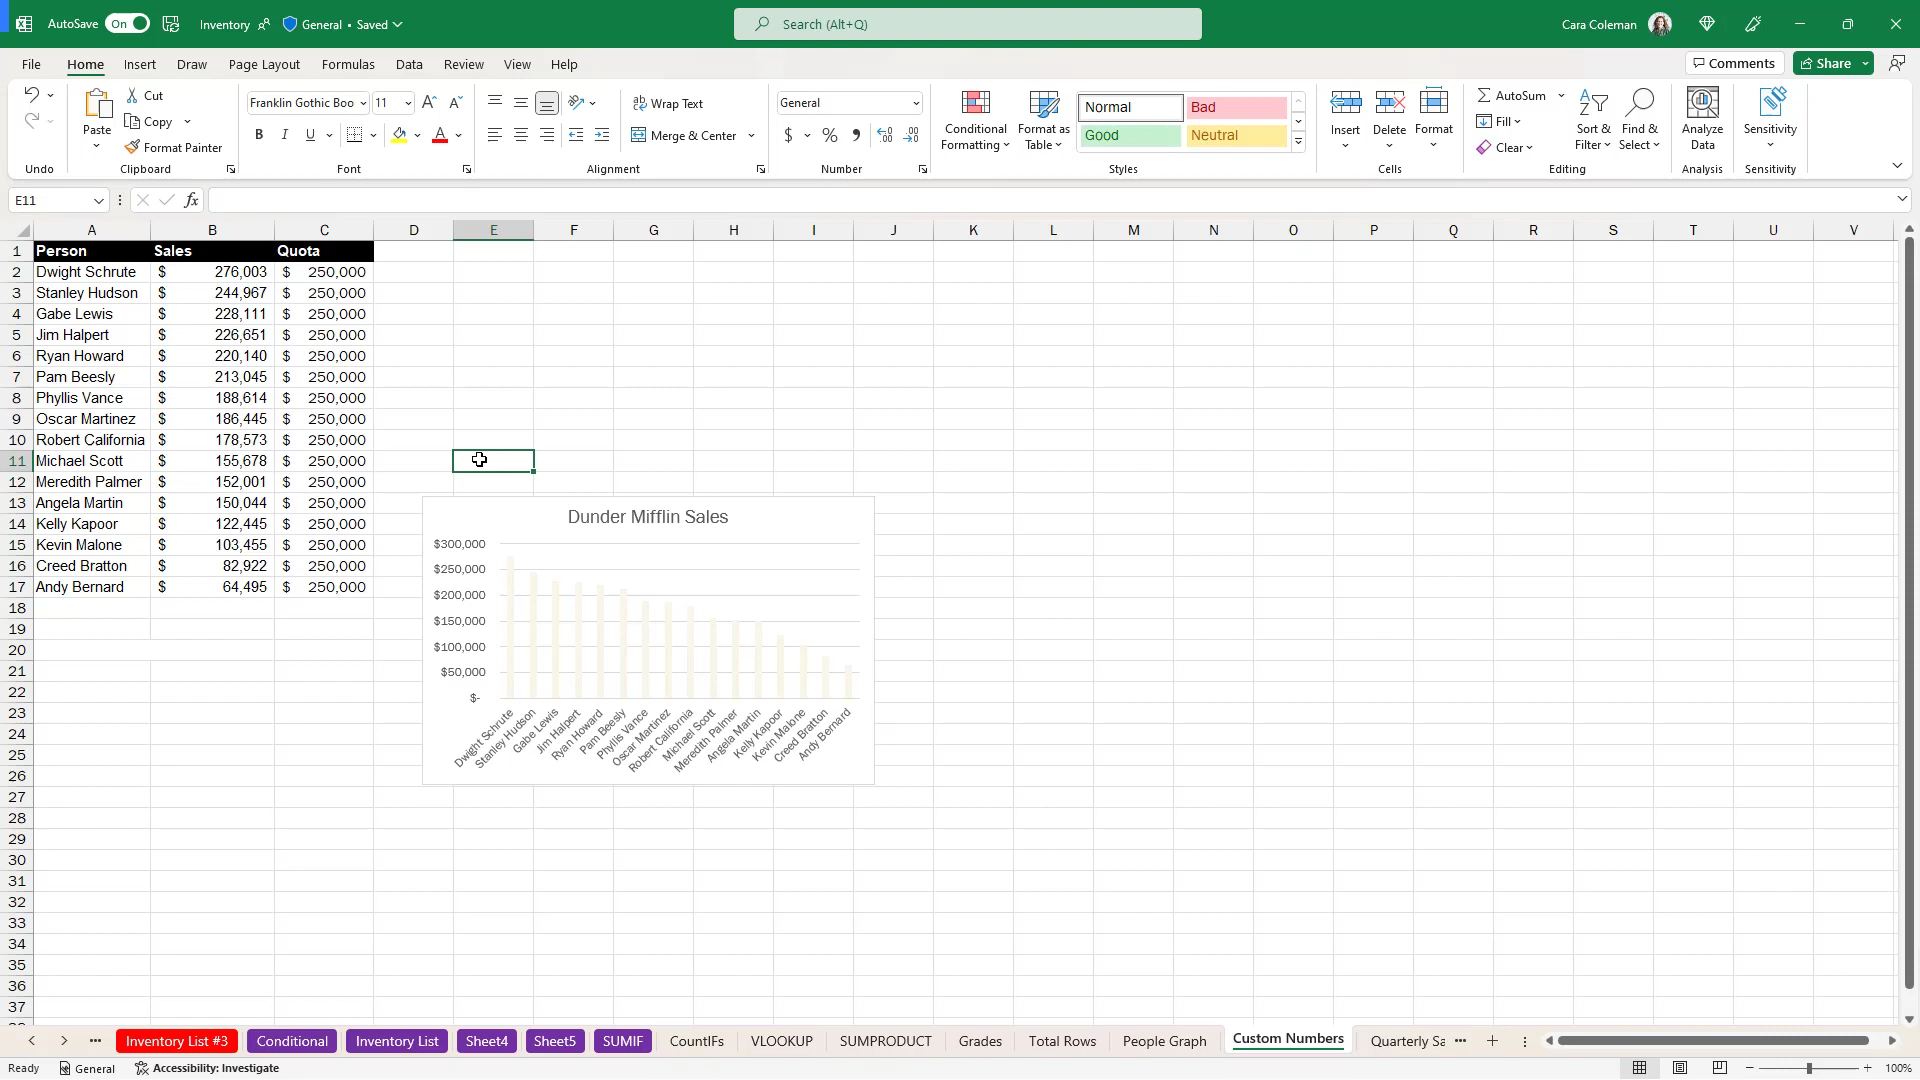 AutoSave On Inventory General • Saved Search (Alt+Q) Cara Coleman
File Home Insert Draw Page Layout Formulas Data Review View Help Comments Share
Paste Cut Copy Format Painter
Franklin Gothic Boo 11 B I U
Wrap Text Merge & Center
General $ % ,
Conditional Formatting Format as Table
Normal Bad
Good Neutral
Insert Delete Format
AutoSum Fill Clear
Sort & Filter Find & Select
Analyze Data Sensitivity
Undo Clipboard Font Alignment Number Styles Cells Editing Analysis Sensitivity
E11 fx
A B C D E F G H I J K L M N O P Q R S T U V
1 Person Sales Quota
2 Dwight Schrute $ 276,003 $ 250,000
3 Stanley Hudson $ 244,967 $ 250,000
4 Gabe Lewis $ 228,111 $ 250,000
5 Jim Halpert $ 226,651 $ 250,000
6 Ryan Howard $ 220,140 $ 250,000
7 Pam Beesly $ 213,045 $ 250,000
8 Phyllis Vance $ 188,614 $ 250,000
9 Oscar Martinez $ 186,445 $ 250,000
10 Robert California $ 178,573 $ 250,000
11 Michael Scott $ 155,678 $ 250,000
12 Meredith Palmer $ 152,001 $ 250,000
13 Angela Martin $ 150,044 $ 250,000
14 Kelly Kapoor $ 122,445 $ 250,000
15 Kevin Malone $ 103,455 $ 250,000
16 Creed Bratton $ 82,922 $ 250,000
17 Andy Bernard $ 64,495 $ 250,000
18
19
20
21
22
23
24
25
26
27
28
29
30
31
32
33
34
35
36
37
Dunder Mifflin Sales
$300,000
$250,000
$200,000
$150,000
$100,000
$50,000
$-
Dwight Schrute
Stanley Hudson
Gabe Lewis
Jim Halpert
Ryan Howard
Pam Beesly
Phyllis Vance
Oscar Martinez
Robert California
Michael Scott
Meredith Palmer
Angela Martin
Kelly Kapoor
Kevin Malone
Creed Bratton
Andy Bernard
Inventory List #3 Conditional Inventory List Sheet4 Sheet5 SUMIF CountIFs VLOOKUP SUMPRODUCT Grades Total Rows People Graph Custom Numbers Quarterly Sa
Ready General Accessibility: Investigate 100%